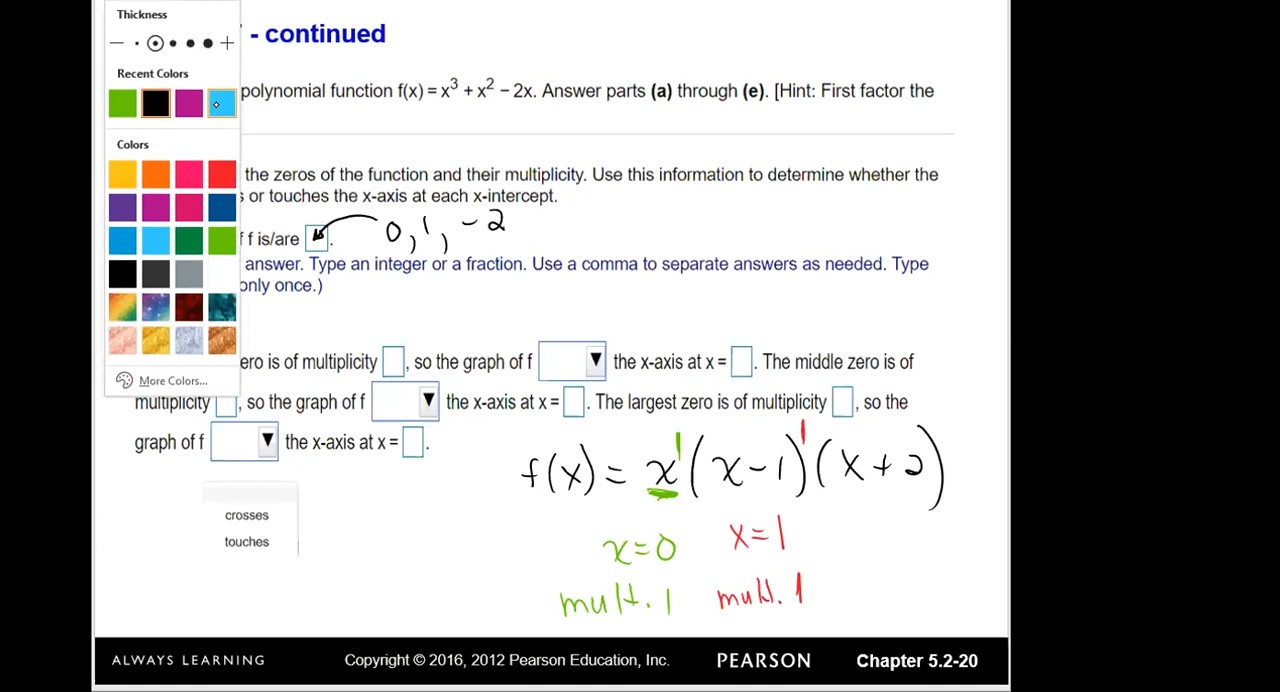 Thickness
- continued
Recent Colors
polynomial function f(x) = x³ + x² − 2x. Answer parts (a) through (e). [Hint: First factor the
Colors
the zeros of the function and their multiplicity. Use this information to determine whether the
s or touches the x-axis at each x-intercept.
f f is/are . 0, 1, −2
answer. Type an integer or a fraction. Use a comma to separate answers as needed. Type
only once.)
ero is of multiplicity , so the graph of f ▼ the x-axis at x = . The middle zero is of
More Colors...
multiplicity , so the graph of f ▼ the x-axis at x = . The largest zero is of multiplicity , so the
graph of f ▼ the x-axis at x = .
f(x) = x¹(x−1)¹(x+2)
crosses
touches
x=0 x=1
mult. 1 mult. 1
ALWAYS LEARNING Copyright © 2016, 2012 Pearson Education, Inc. PEARSON Chapter 5.2-20